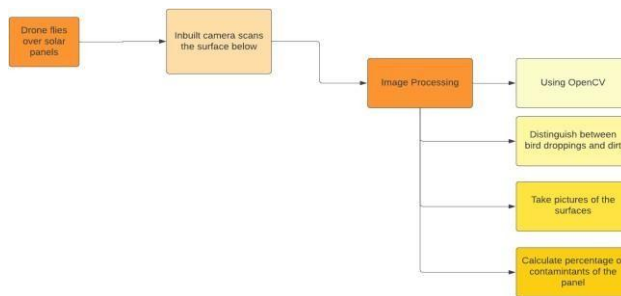 Drone flies
over solar
panels
Inbuilt camera scans
the surface below
Image Processing
Using OpenCV
Distinguish between
bird droppings and dirt
Take pictures of the
surfaces
Calculate percentage o
contamintants of the
panel